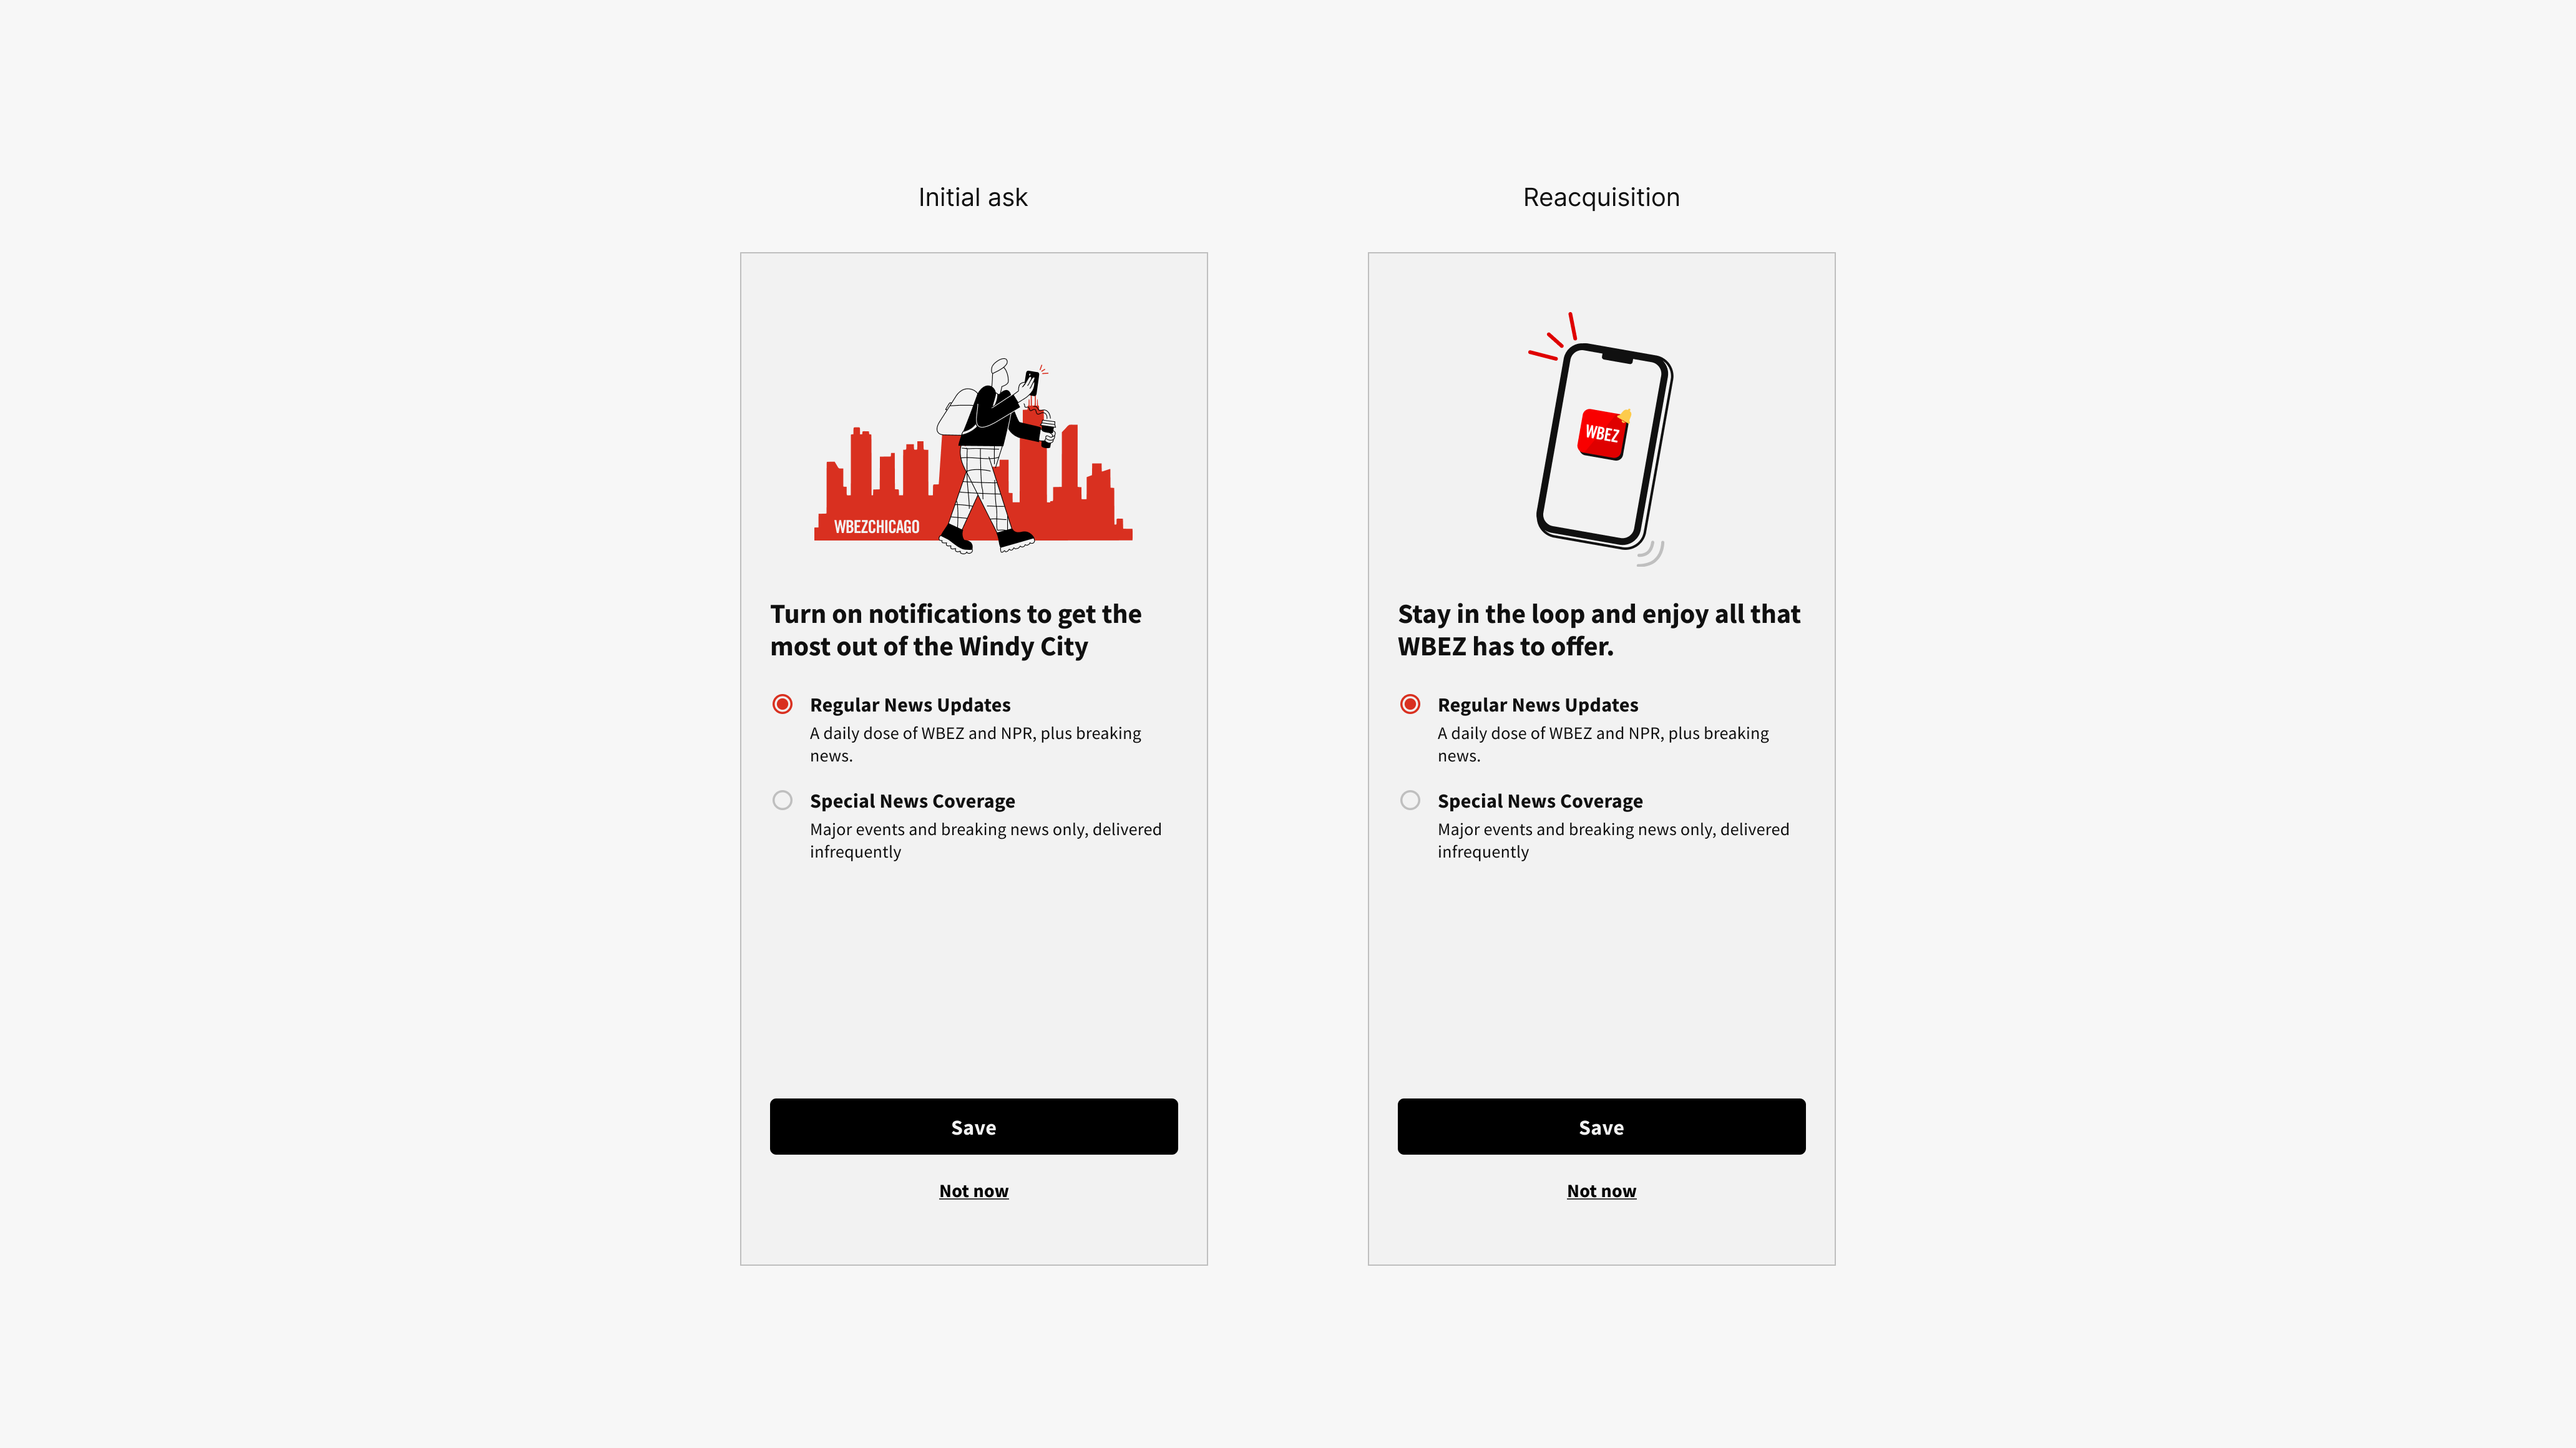 Initial ask
WBEZCHICAGO
Turn on notifications to get the
most out of the Windy City
Regular News Updates
A daily dose of WBEZ and NPR, plus breaking
news.
Special News Coverage
Major events and breaking news only, delivered
infrequently
Save
Not now
Reacquisition
WBEZ
Stay in the loop and enjoy all that
WBEZ has to offer.
Regular News Updates
A daily dose of WBEZ and NPR, plus breaking
news.
Special News Coverage
Major events and breaking news only, delivered
infrequently
Save
Not now